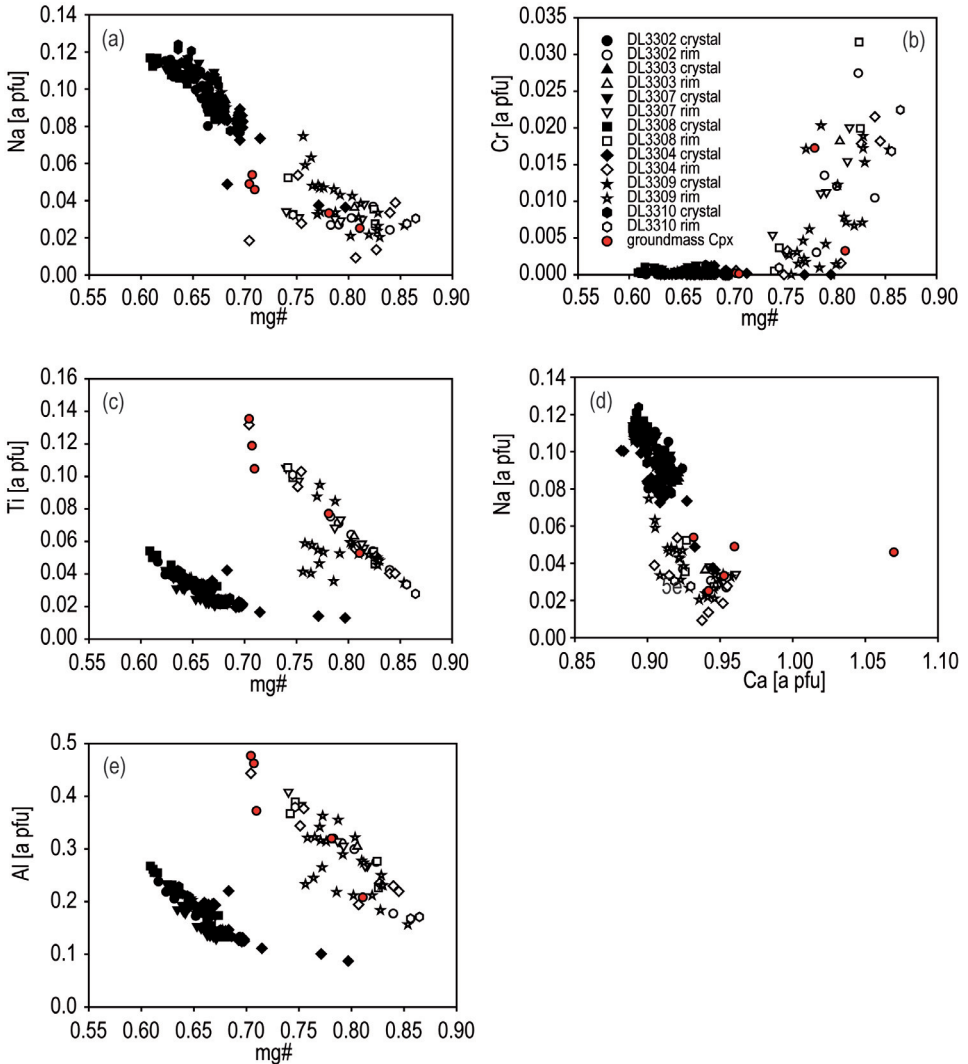 (a)
Na [a pfu]
0.14
0.12
0.10
0.08
0.06
0.04
0.02
0.00
0.55 0.60 0.65 0.70 0.75 0.80 0.85 0.90
mg#
(b)
Cr [a pfu]
0.035
0.030
0.025
0.020
0.015
0.010
0.005
0.000
DL3302 crystal
DL3302 rim
DL3303 crystal
DL3303 rim
DL3307 crystal
DL3307 rim
DL3308 crystal
DL3308 rim
DL3304 crystal
DL3304 rim
DL3309 crystal
DL3309 rim
DL3310 crystal
DL3310 rim
groundmass Cpx
0.55 0.60 0.65 0.70 0.75 0.80 0.85 0.90
mg#
(c)
Ti [a pfu]
0.16
0.14
0.12
0.10
0.08
0.06
0.04
0.02
0.00
0.55 0.60 0.65 0.70 0.75 0.80 0.85 0.90
mg#
(d)
Na [a pfu]
0.14
0.12
0.10
0.08
0.06
0.04
0.02
0.00
0.85 0.90 0.95 1.00 1.05 1.10
Ca [a pfu]
(e)
Al [a pfu]
0.5
0.4
0.3
0.2
0.1
0.0
0.55 0.60 0.65 0.70 0.75 0.80 0.85 0.90
mg#